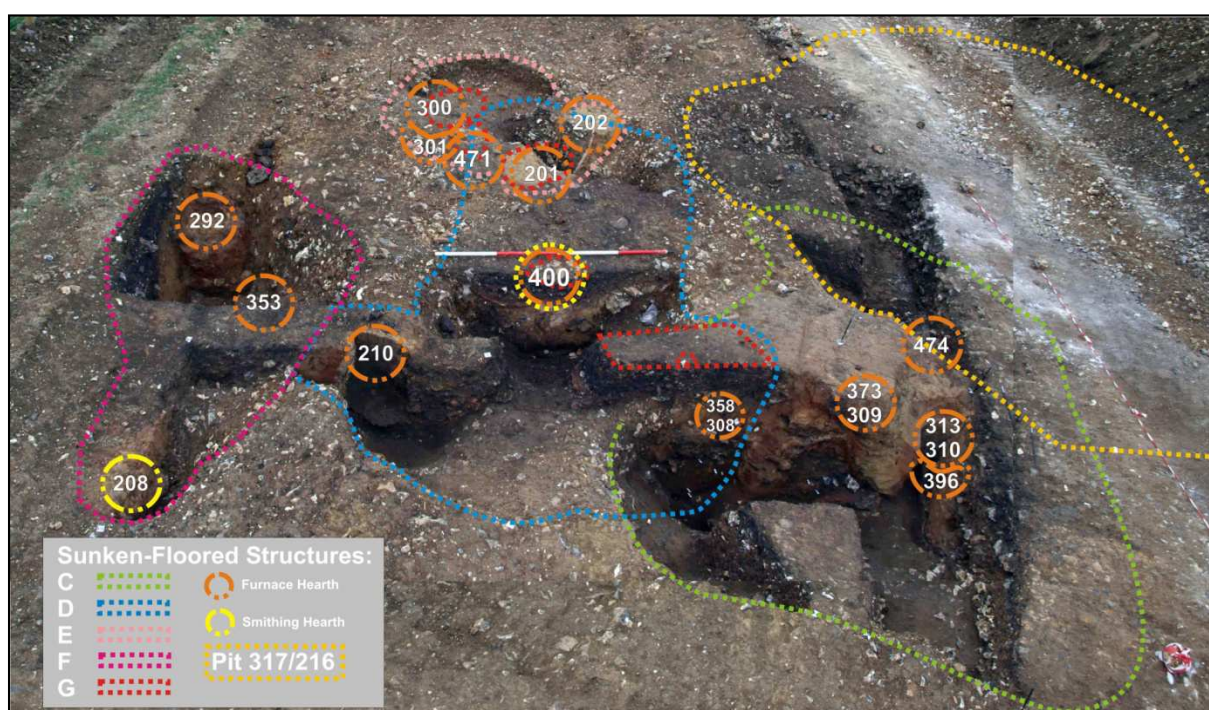 300
202
301
471
201
292
400
353
210
474
373
309
358
308
313
310
396
208
Sunken-Floored Structures:
C
Furnace Hearth
D
Smithing Hearth
E
F
Pit 317/216
G